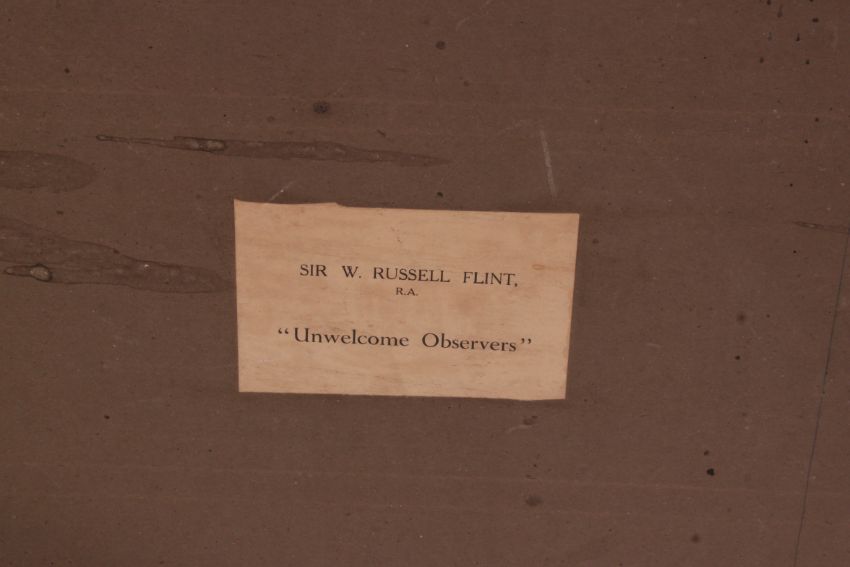 SIR W. RUSSELL FLINT,
R.A.
“Unwelcome Observers”